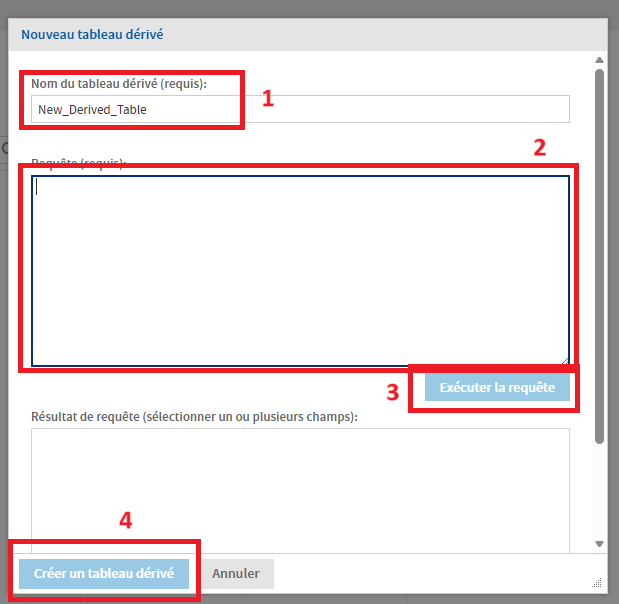 Nouveau tableau dérivé
Nom du tableau dérivé (requis):
1
New_Derived_Table
2
Requête (requis):
3
Exécuter la requête
Résultat de requête (sélectionner un ou plusieurs champs):
4
Créer un tableau dérivé
Annuler